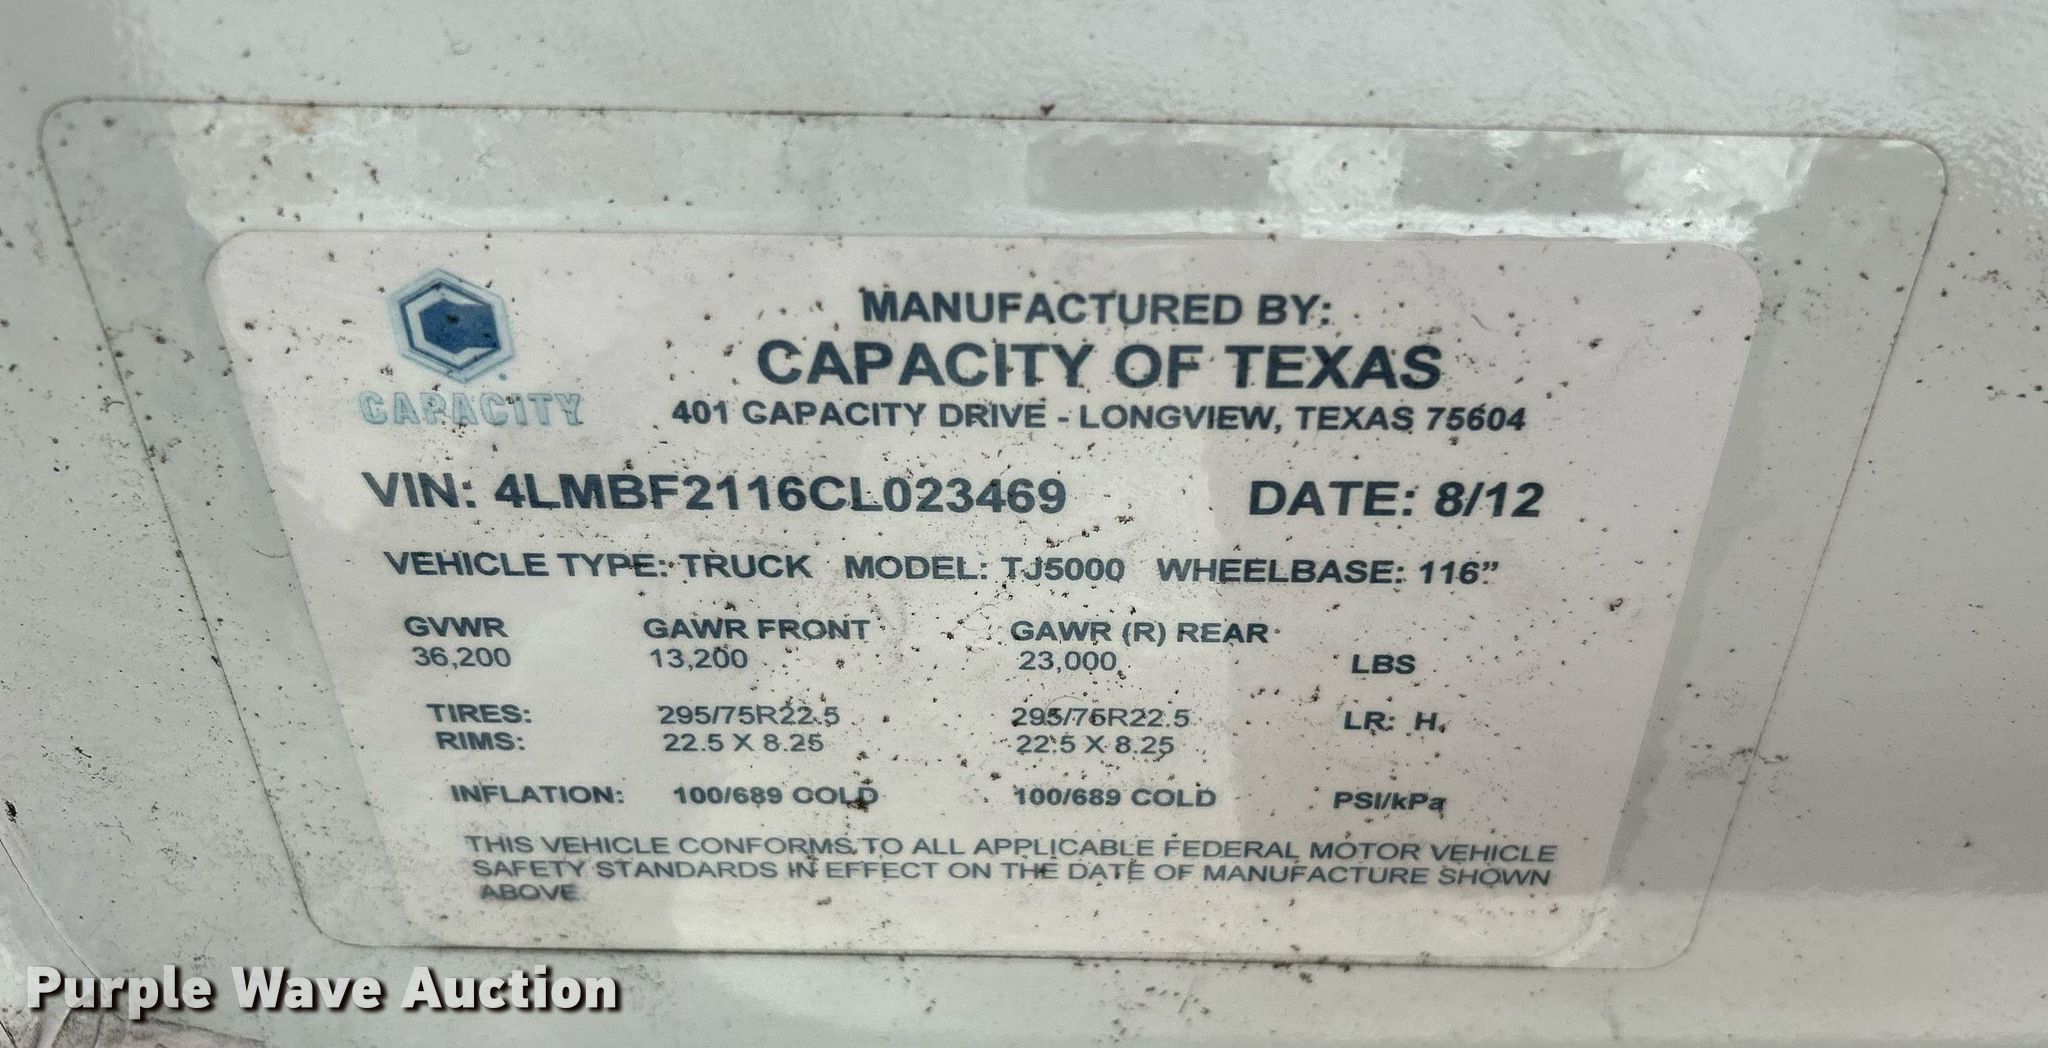 MANUFACTURED BY:
CAPACITY OF TEXAS
CAPACITY
401 CAPACITY DRIVE - LONGVIEW, TEXAS 75604
VIN: 4LMBF2116CL023469 DATE: 8/12
VEHICLE TYPE: TRUCK MODEL: TJ5000 WHEELBASE: 116"
GVWR GAWR FRONT GAWR (R) REAR
36,200 13,200 23,000 LBS
TIRES: 295/75R22.5 295/75R22.5 LR: H
RIMS: 22.5 X 8.25 22.5 X 8.25
INFLATION: 100/689 COLD 100/689 COLD PSI/kPa
THIS VEHICLE CONFORMS TO ALL APPLICABLE FEDERAL MOTOR VEHICLE
SAFETY STANDARDS IN EFFECT ON THE DATE OF MANUFACTURE SHOWN
ABOVE
Purple Wave Auction